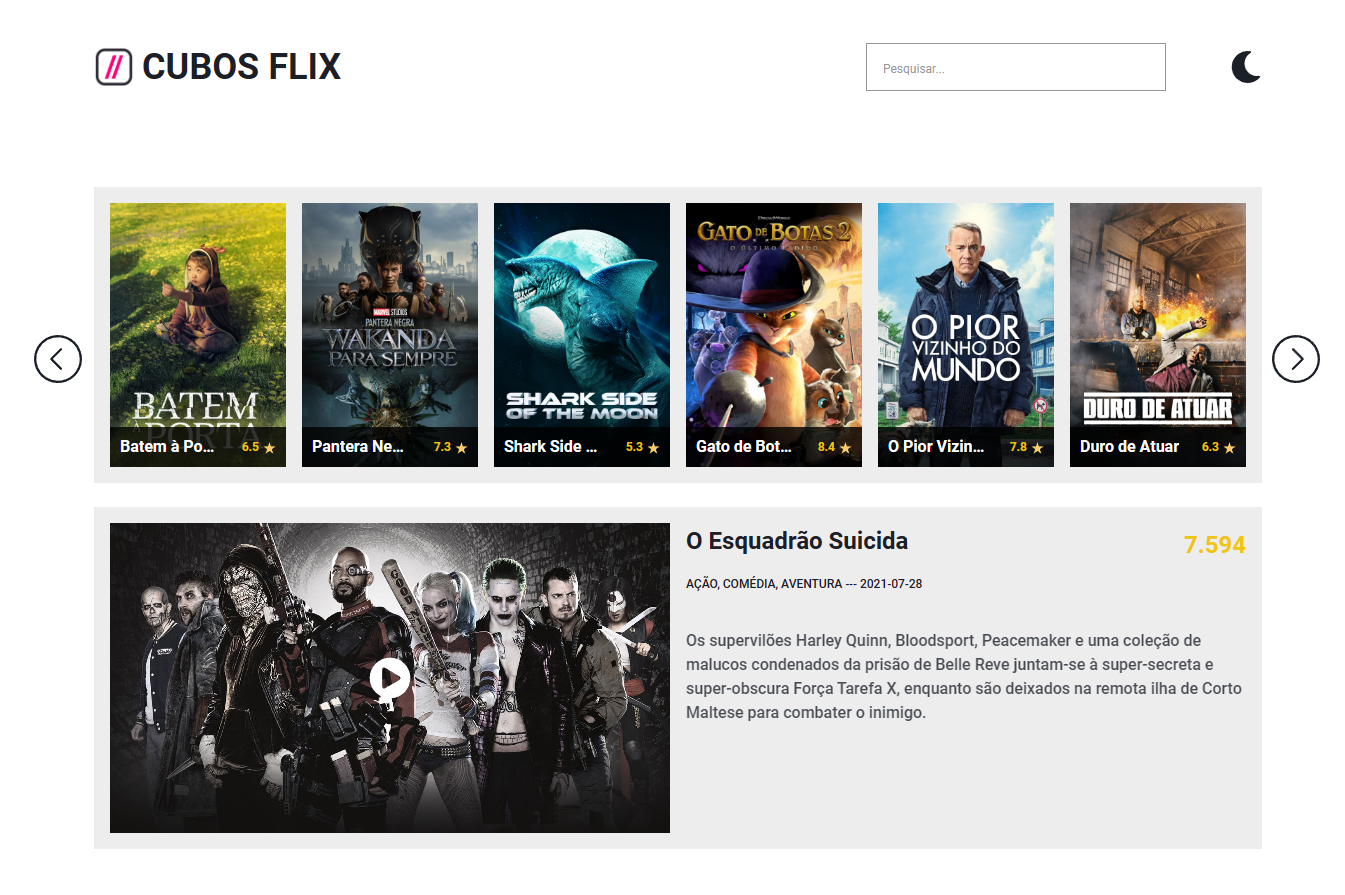 CUBOS FLIX
Pesquisar...
BATEM
À PORTA
Batem à Po...
6.5
MARVEL STUDIOS
PANTERA NEGRA
WAKANDA
PARA SEMPRE
Pantera Ne...
7.3
SHARK SIDE
OF THE MOON
Shark Side ...
5.3
GATO DE BOTAS 2
O ÚLTIMO PEDIDO
Gato de Bot...
8.4
O PIOR
VIZINHO DO
MUNDO
O Pior Vizin...
7.8
DURO DE ATUAR
Duro de Atuar
6.3
GOOD NIGHT
O Esquadrão Suicida
7.594
AÇÃO, COMÉDIA, AVENTURA --- 2021-07-28
Os supervilões Harley Quinn, Bloodsport, Peacemaker e uma coleção de
malucos condenados da prisão de Belle Reve juntam-se à super-secreta e
super-obscura Força Tarefa X, enquanto são deixados na remota ilha de Corto
Maltese para combater o inimigo.